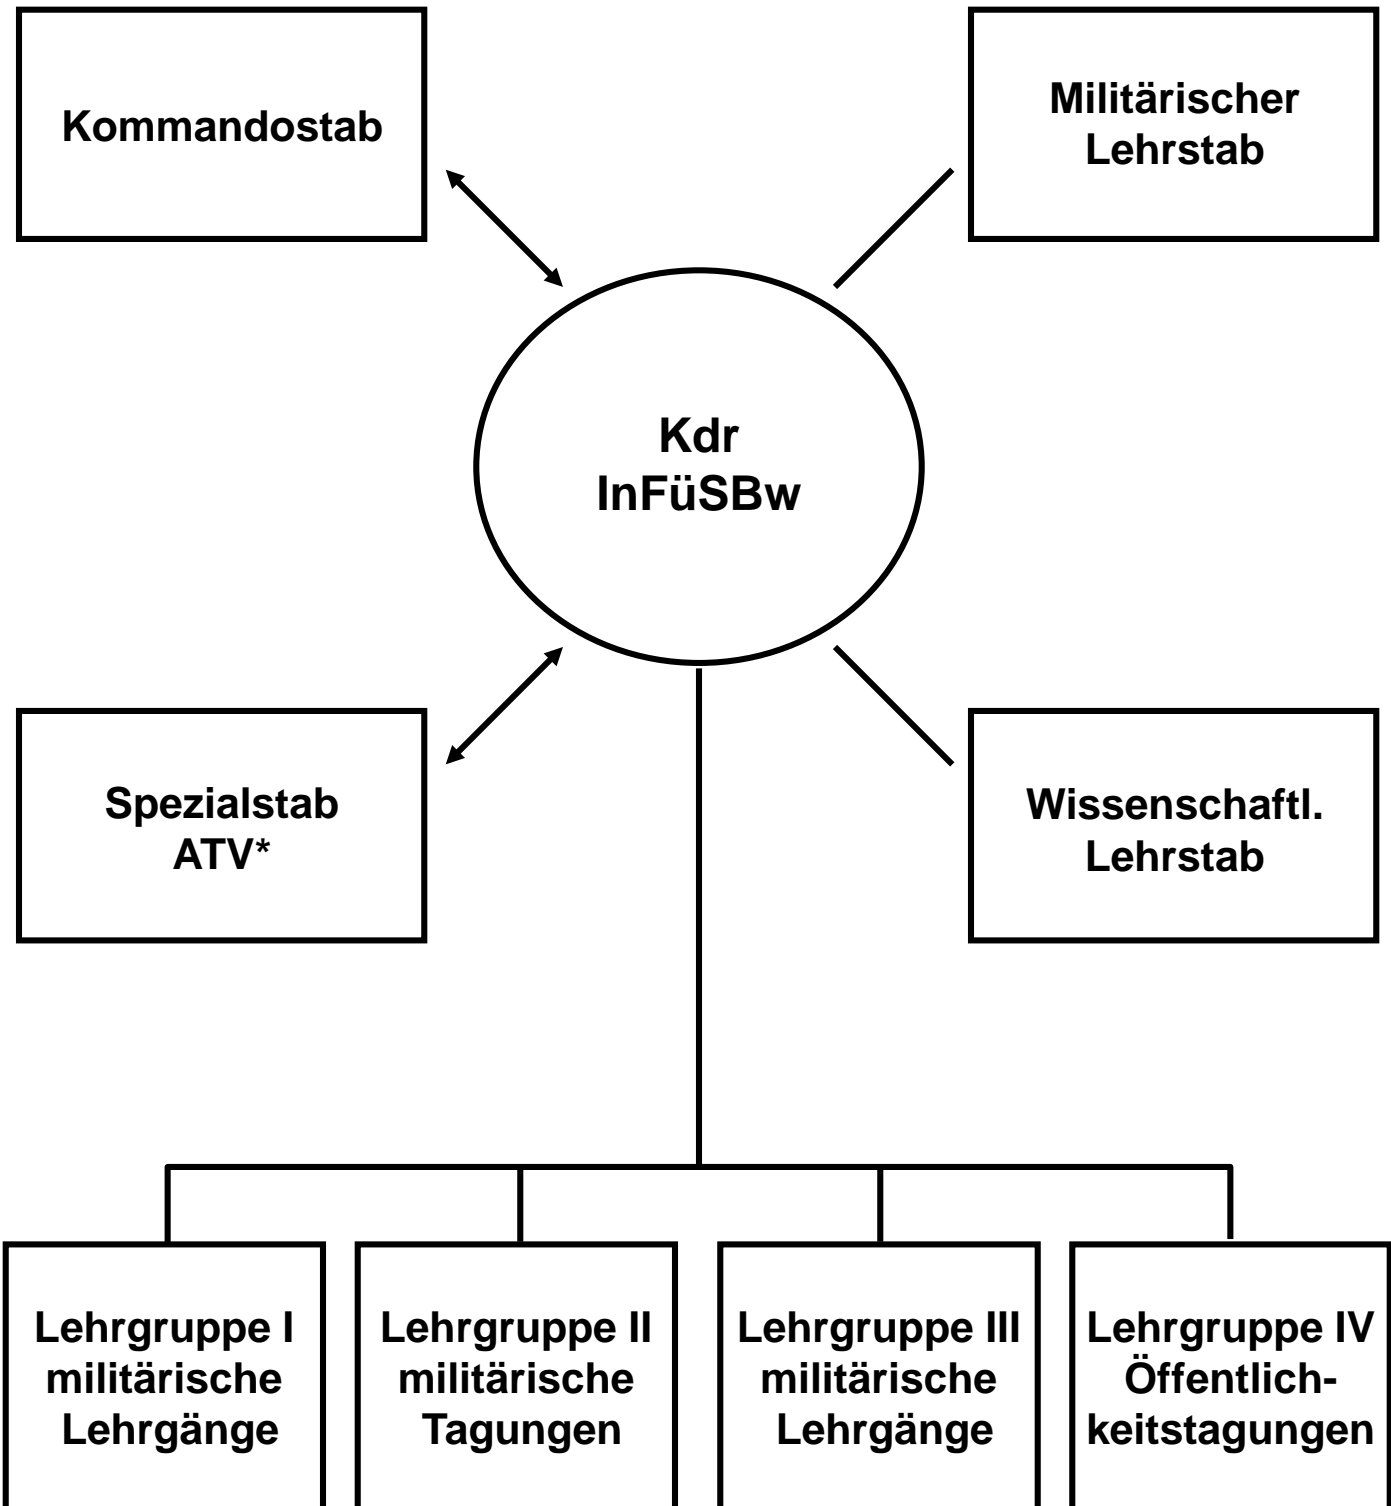 Kommandostab
Militärischer
Lehrstab
Kdr
InFüSBw
Spezialstab
ATV*
Wissenschaftl.
Lehrstab
Lehrgruppe I
militärische
Lehrgänge
Lehrgruppe II
militärische
Tagungen
Lehrgruppe III
militärische
Lehrgänge
Lehrgruppe IV
Öffentlich-
keitstagungen